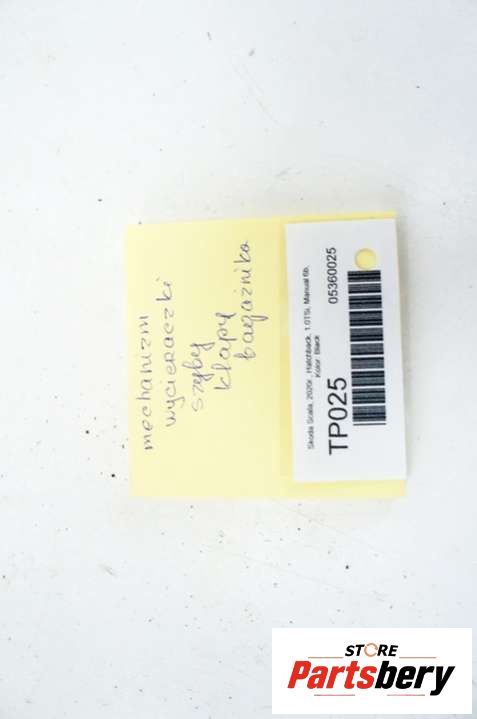 mechanizm
wycieraczki
szyby
klapy
bagażnika
Skoda Scala, 2020r., Hatchback, 1.0TSi, Manual 6b,
Kolor: Black
TP025
05360025
STORE
Partsbery